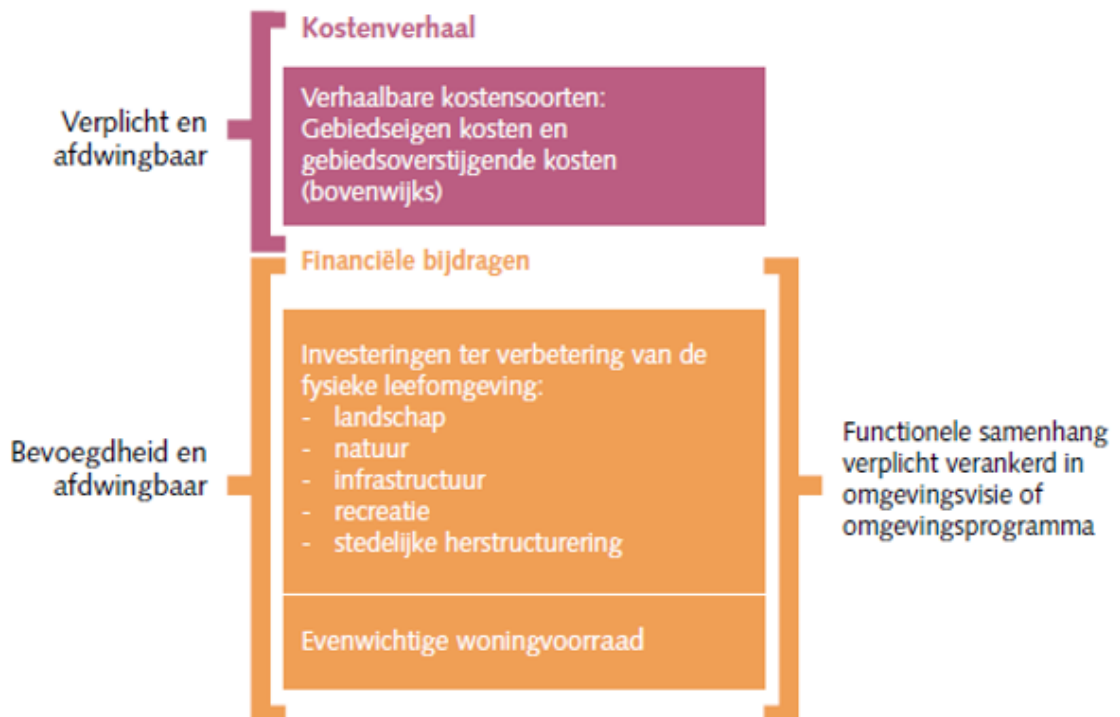 Kostenverhaal
Verplicht en
afdwingbaar
Verhaalbare kostensoorten:
Gebiedseigen kosten en
gebiedsoverstijgende kosten
(bovenwijks)
Financiële bijdragen
Bevoegdheid en
afdwingbaar
Investeringen ter verbetering van de
fysieke leefomgeving:
- landschap
- natuur
- infrastructuur
- recreatie
- stedelijke herstructurering
Evenwichtige woningvoorraad
Functionele samenhang
verplicht verankerd in
omgevingsvisie of
omgevingsprogramma